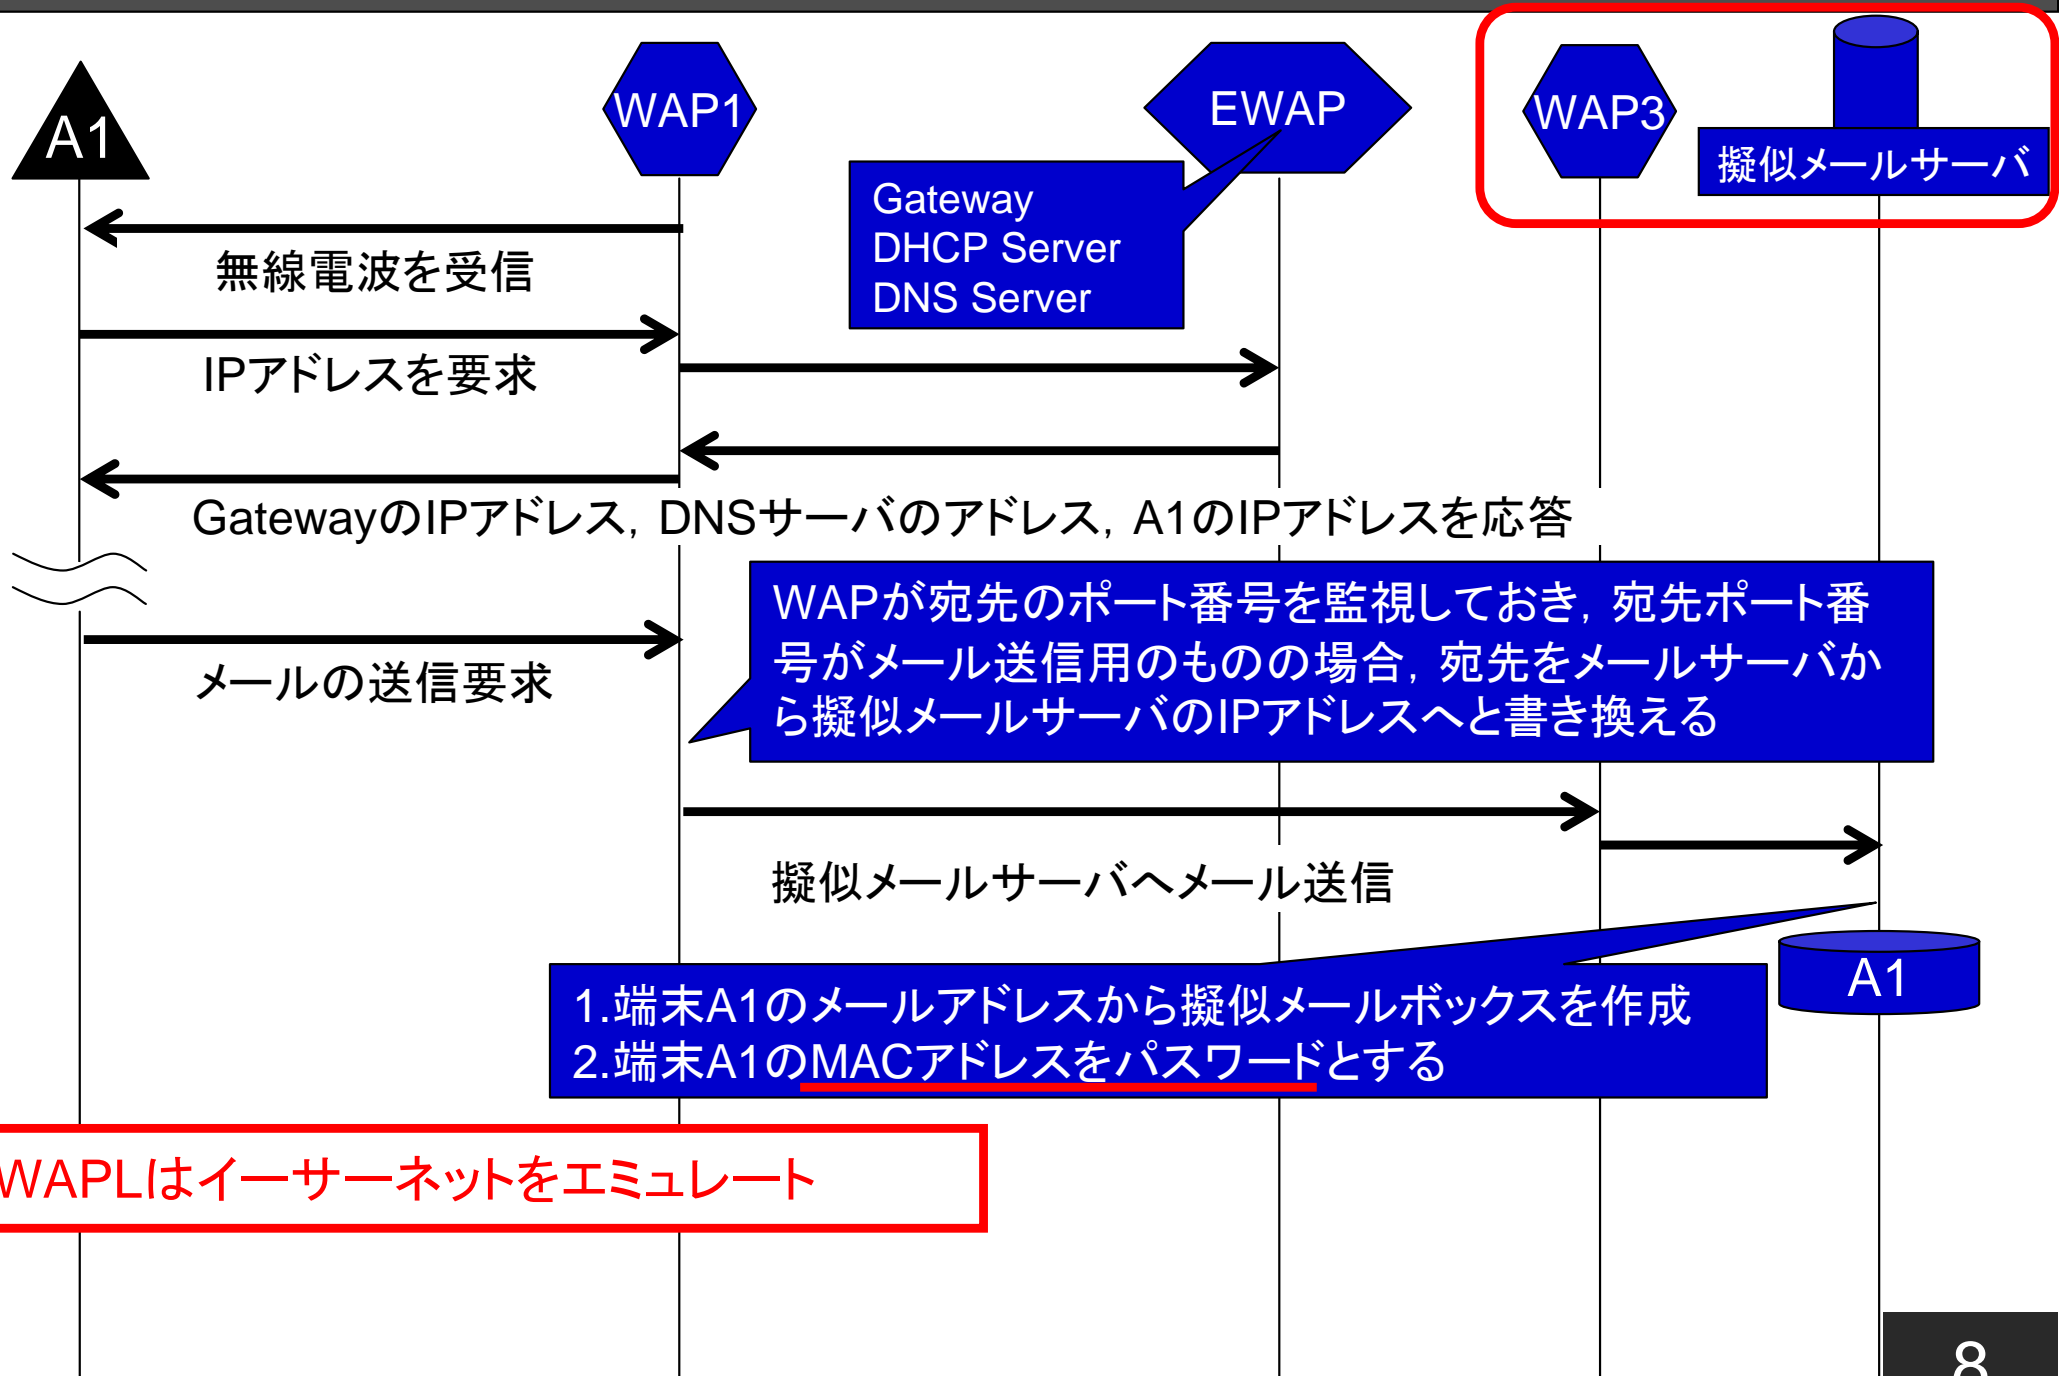 A1
WAP1
EWAP
WAP3
擬似メールサーバ
Gateway
DHCP Server
DNS Server
無線電波を受信
IPアドレスを要求
GatewayのIPアドレス，DNSサーバのアドレス，A1のIPアドレスを応答
WAPが宛先のポート番号を監視しておき，宛先ポート番
号がメール送信用のものの場合，宛先をメールサーバか
ら擬似メールサーバのIPアドレスへと書き換える
メールの送信要求
擬似メールサーバへメール送信
A1
1.端末A1のメールアドレスから擬似メールボックスを作成
2.端末A1のMACアドレスをパスワードとする
WAPLはイーサーネットをエミュレート
8